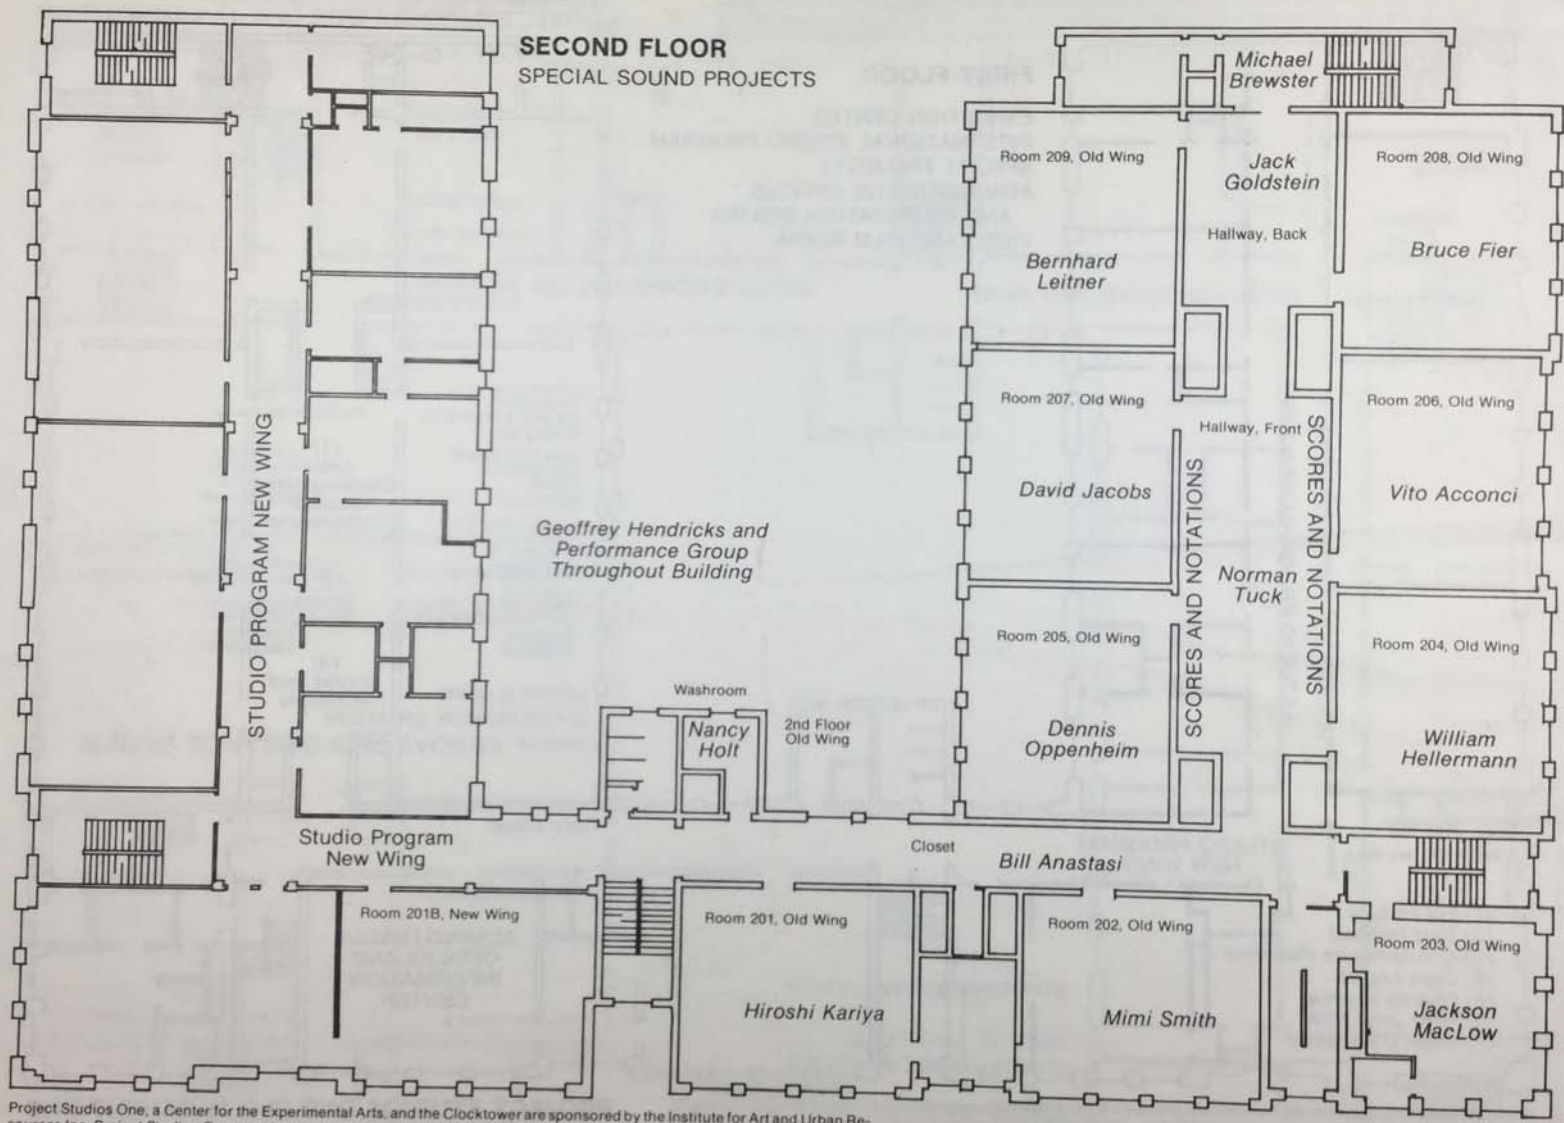 SECOND FLOOR
SPECIAL SOUND PROJECTS
Michael
Brewster
Room 209, Old Wing
Jack
Goldstein
Room 208, Old Wing
Hallway, Back
Bernhard
Leitner
Bruce Fier
Room 207, Old Wing
Hallway, Front
Room 206, Old Wing
STUDIO PROGRAM NEW WING
David Jacobs
SCORES AND NOTATIONS
SCORES AND NOTATIONS
Vito Acconci
Geoffrey Hendricks and
Performance Group
Throughout Building
Norman
Tuck
Room 205, Old Wing
Room 204, Old Wing
Washroom
Nancy
Holt
2nd Floor
Old Wing
Dennis
Oppenheim
William
Hellermann
Studio Program
New Wing
Closet
Bill Anastasi
Room 201B, New Wing
Room 201, Old Wing
Room 202, Old Wing
Room 203, Old Wing
Hiroshi Kariya
Mimi Smith
Jackson
MacLow
Project Studios One, a Center for the Experimental Arts, and the Clocktower are sponsored by the Institute for Art and Urban Re-